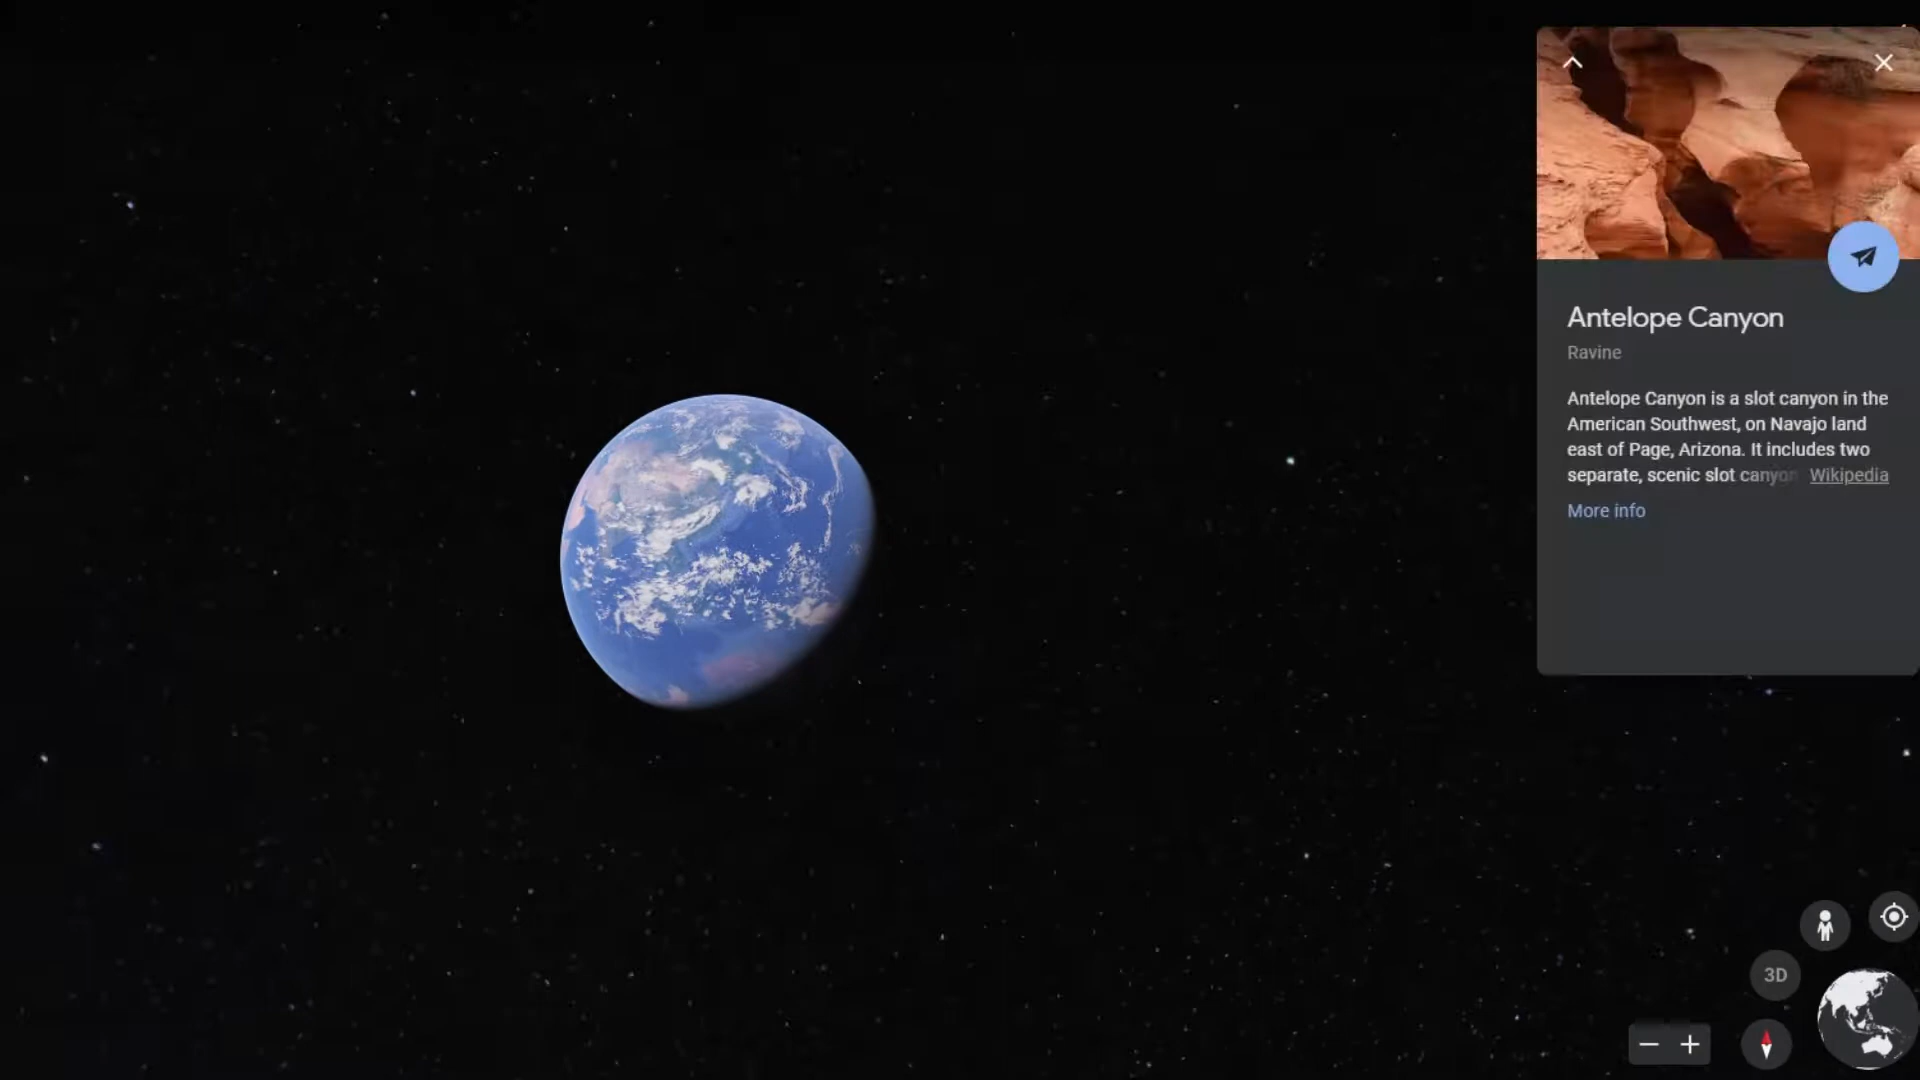 Antelope Canyon
Ravine
Antelope Canyon is a slot canyon in the
American Southwest, on Navajo land
east of Page, Arizona. It includes two
separate, scenic slot canyon Wikipedia
More info
3D